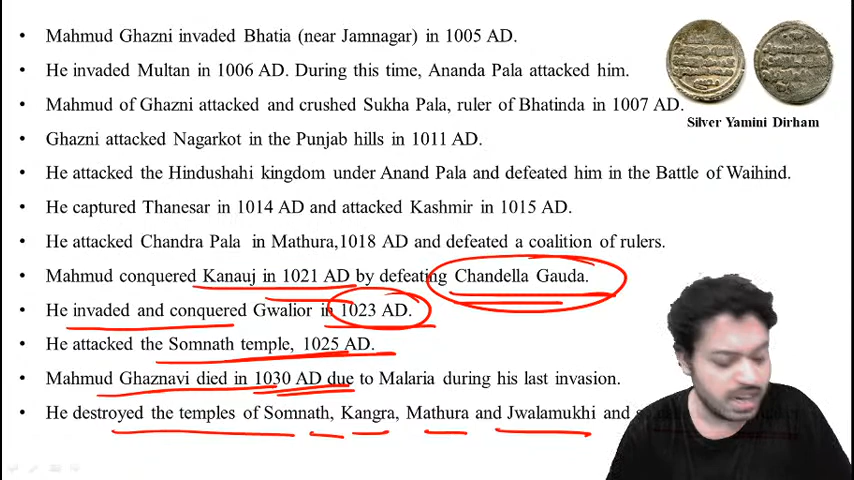 Mahmud Ghazni invaded Bhatia (near Jamnagar) in 1005 AD.
He invaded Multan in 1006 AD. During this time, Ananda Pala attacked him.
Mahmud of Ghazni attacked and crushed Sukha Pala, ruler of Bhatinda in 1007 AD.
Silver Yamini Dirham
Ghazni attacked Nagarkot in the Punjab hills in 1011 AD.
He attacked the Hindushahi kingdom under Anand Pala and defeated him in the Battle of Waihind.
He captured Thanesar in 1014 AD and attacked Kashmir in 1015 AD.
He attacked Chandra Pala in Mathura,1018 AD and defeated a coalition of rulers.
Mahmud conquered Kanauj in 1021 AD by defeating Chandella Gauda.
He invaded and conquered Gwalior in 1023 AD.
He attacked the Somnath temple, 1025 AD.
Mahmud Ghaznavi died in 1030 AD due to Malaria during his last invasion.
He destroyed the temples of Somnath, Kangra, Mathura and Jwalamukhi and